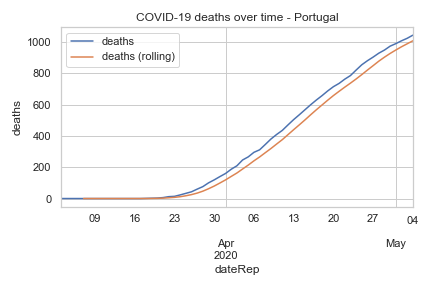 COVID-19 deaths over time - Portugal
deaths
deaths (rolling)
1000
800
600
400
200
0
deaths
09 16 23 30 06 13 20 27 04
Apr May
2020
dateRep